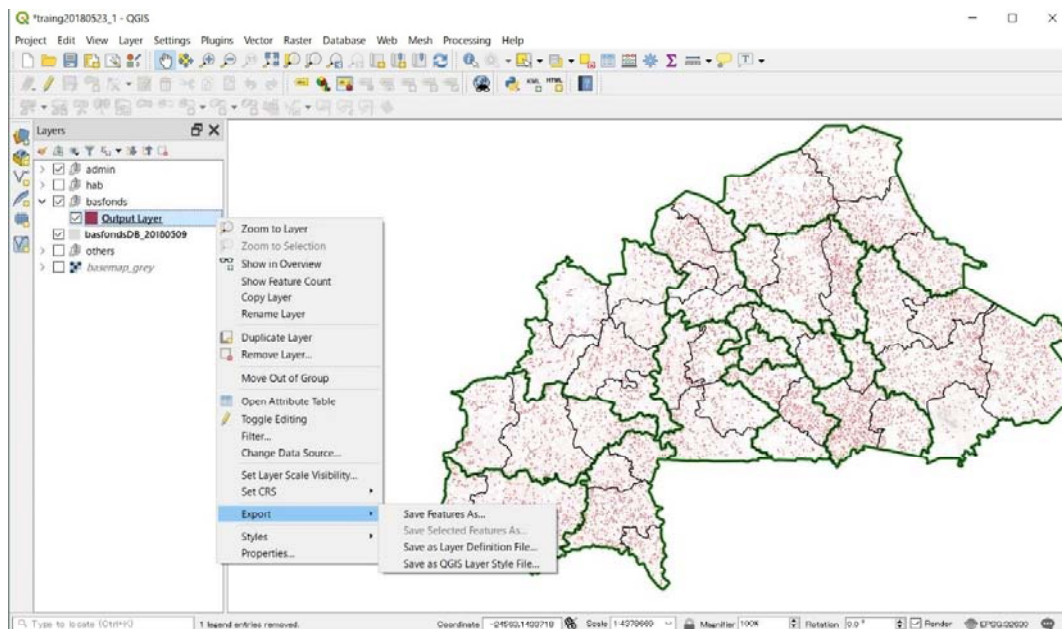 *traing20180523_1 - QGIS
Project Edit View Layer Settings Plugins Vector Raster Database Web Mesh Processing Help
Layers
admin
hab
basfonds
Output Layer
basfondsDB_20180509
others
basemap_grey
Zoom to Layer
Zoom to Selection
Show in Overview
Show Feature Count
Copy Layer
Rename Layer
Duplicate Layer
Remove Layer...
Move Out of Group
Open Attribute Table
Toggle Editing
Filter...
Change Data Source...
Set Layer Scale Visibility...
Set CRS
Export
Styles
Properties...
Save Features As...
Save Selected Features As...
Save as Layer Definition File...
Save as QGIS Layer Style File...
Type to locate (Ctrl+K) 1 legend entries removed. Coordinate Scale Magnifier 100% Rotation 0.0 ° Render